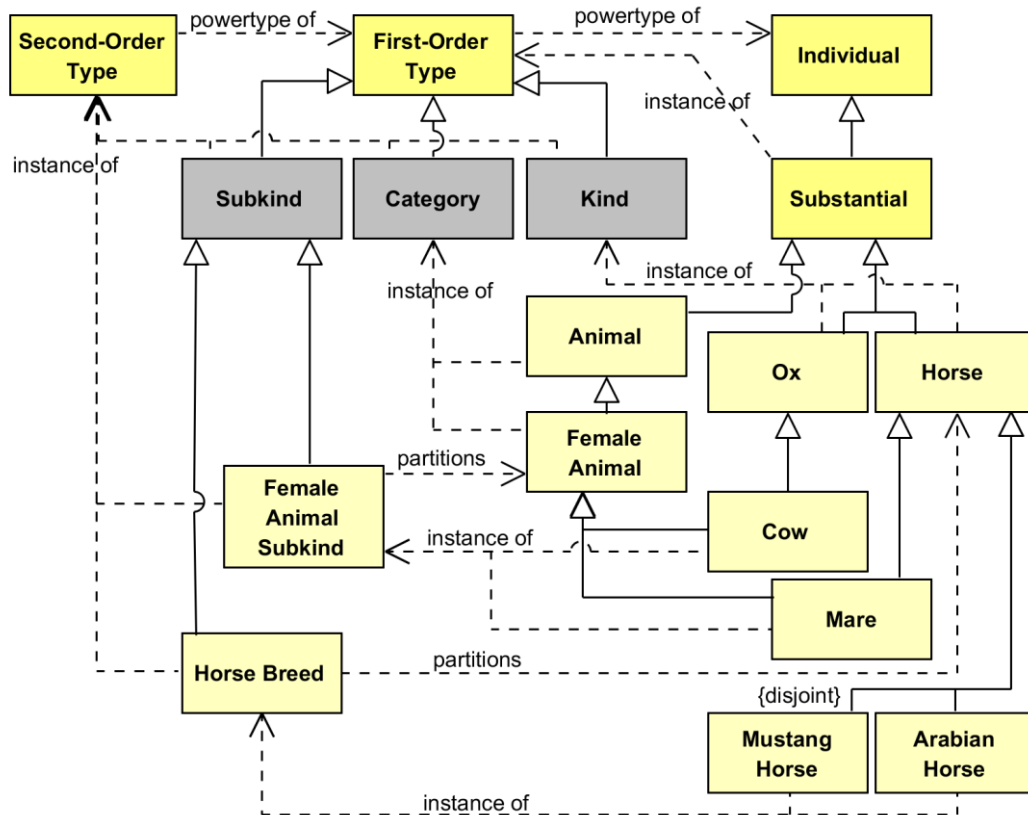 powertype of
powertype of
Second-Order
Type
First-Order
Type
Individual
instance of
instance of
Subkind
Category
Kind
Substantial
instance of
instance of
Animal
Ox
Horse
Female
Animal
partitions
Female
Animal
Subkind
instance of
Cow
Mare
Horse Breed
partitions
{disjoint}
Mustang
Horse
Arabian
Horse
instance of